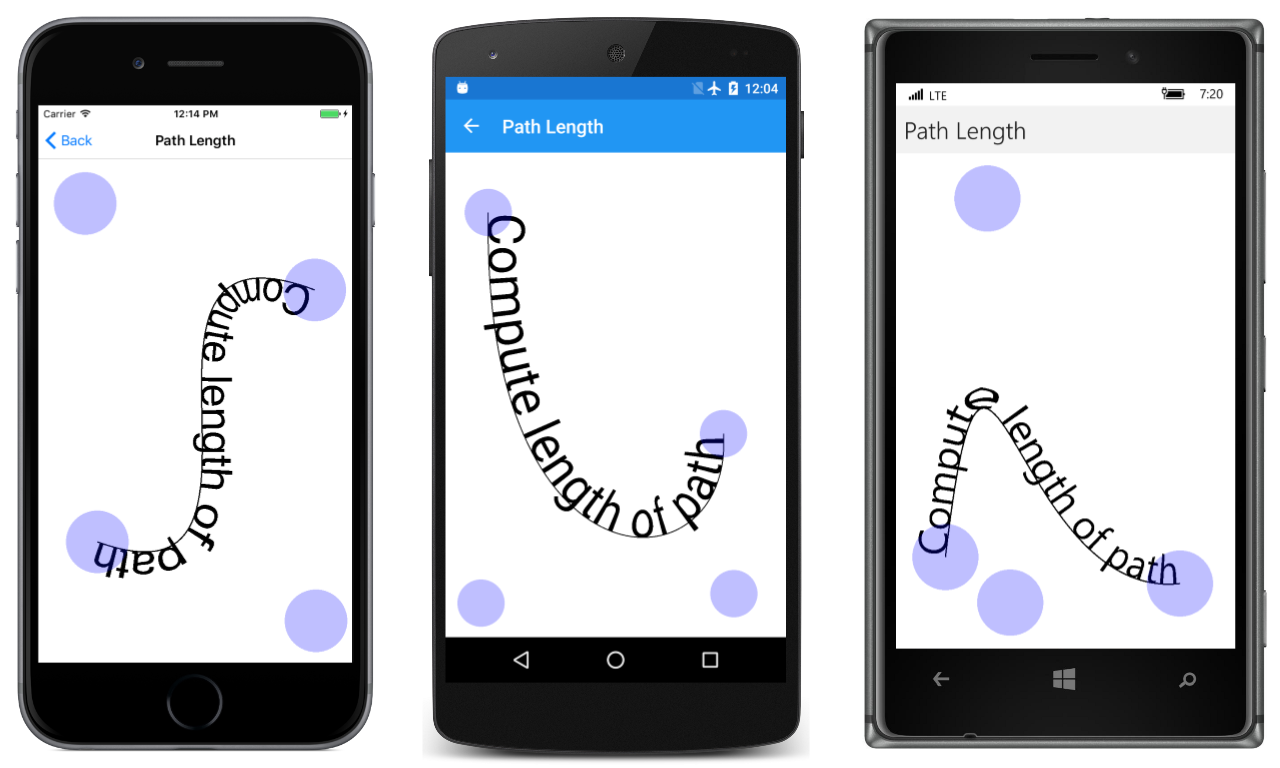 Carrier 12:14 PM
Back Path Length
Compute length of path
12:04
Path Length
Compute length of path
LTE 7:20
Path Length
Compute length of path